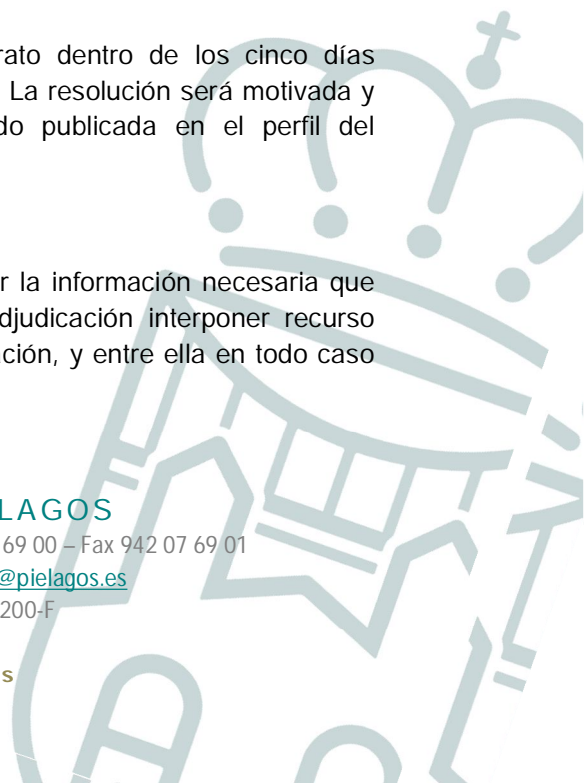 rato dentro de los cinco días
La resolución será motivada y
do publicada en el perfil del
r la información necesaria que
djudicación interponer recurso
ación, y entre ella en todo caso
LAGOS
69 00 – Fax 942 07 69 01
@pielagos.es
200-F
s